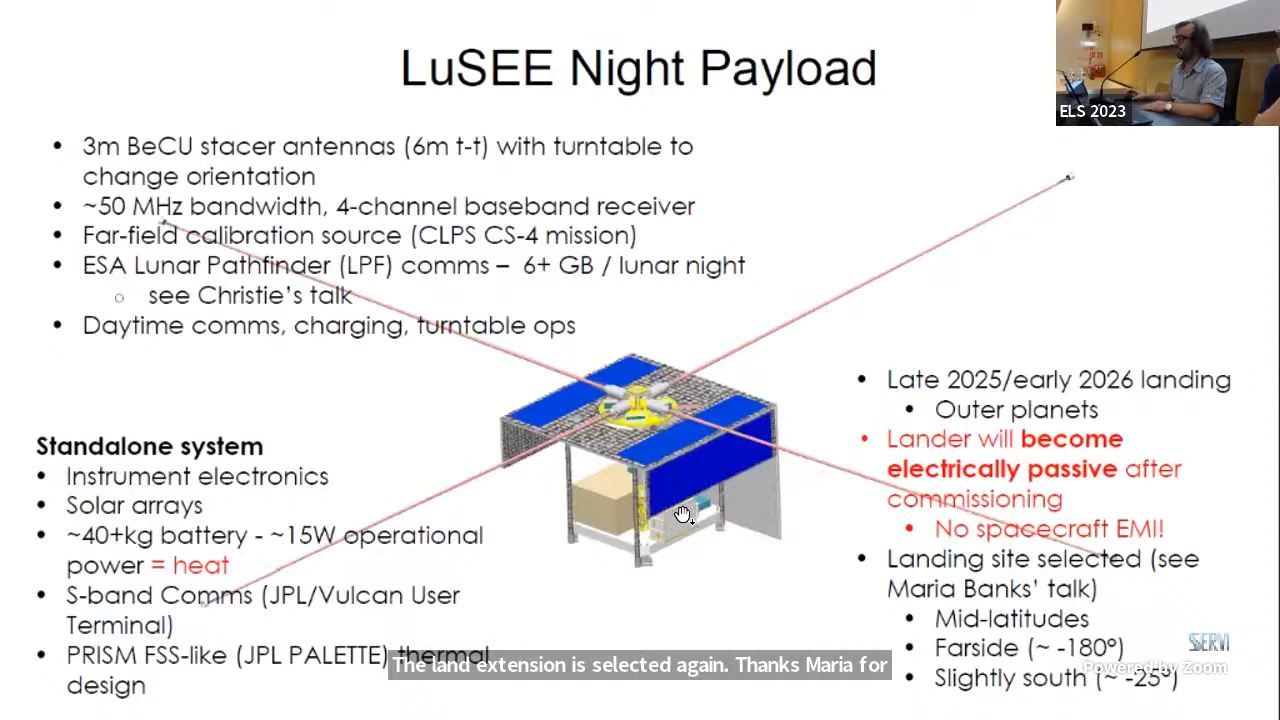 LuSEE Night Payload
ELS 2023
• 3m BeCU stacer antennas (6m t-t) with turntable to
change orientation
• ~50 MHz bandwidth, 4-channel baseband receiver
• Far-field calibration source (CLPS CS-4 mission)
• ESA Lunar Pathfinder (LPF) comms – 6+ GB / lunar night
○ see Christie's talk
• Daytime comms, charging, turntable ops
Standalone system
• Instrument electronics
• Solar arrays
• ~40+kg battery - ~15W operational
power = heat
• S-band Comms (JPL/Vulcan User
Terminal)
• PRISM FSS-like (JPL PALETTE) thermal
design
• Late 2025/early 2026 landing
• Outer planets
• Lander will become
electrically passive after
commissioning
• No spacecraft EMI!
• Landing site selected (see
Maria Banks' talk)
• Mid-latitudes
• Farside (~ -180°)
• Slightly south (~ -25°)
SERVI
Powered by Zoom
The land extension is selected again. Thanks Maria for